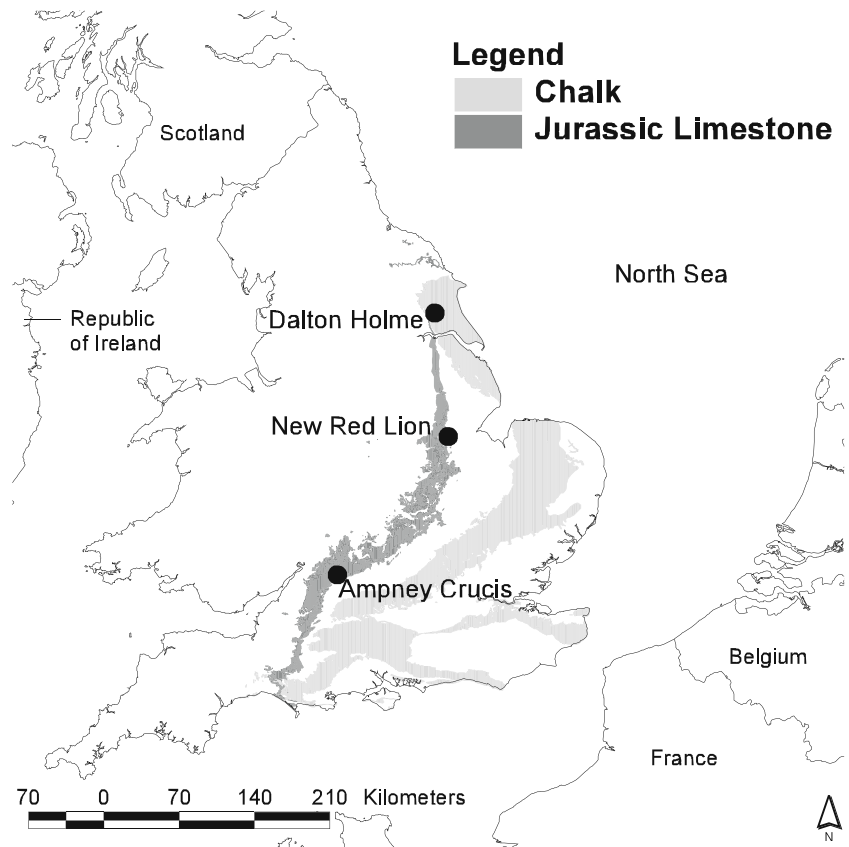 Legend
Chalk
Jurassic Limestone
Scotland
North Sea
Republic
of Ireland
Dalton Holme
New Red Lion
Ampney Crucis
Belgium
France
70 0 70 140 210 Kilometers
N